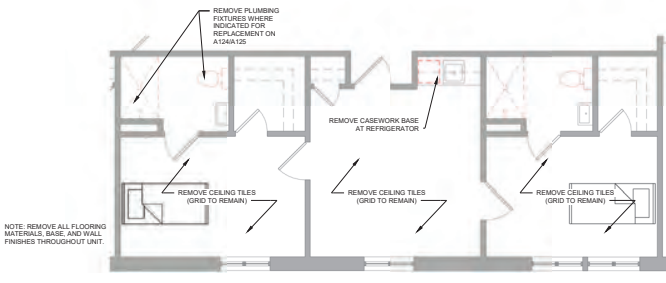 REMOVE PLUMBING
FIXTURES WHERE
INDICATED FOR
REPLACEMENT ON
A124/A125
REMOVE CASEWORK BASE
AT REFRIGERATOR
REMOVE CEILING TILES
(GRID TO REMAIN)
REMOVE CEILING TILES
(GRID TO REMAIN)
REMOVE CEILING TILES
(GRID TO REMAIN)
NOTE: REMOVE ALL FLOORING
MATERIALS, BASE, AND WALL
FINISHES THROUGHOUT UNIT.